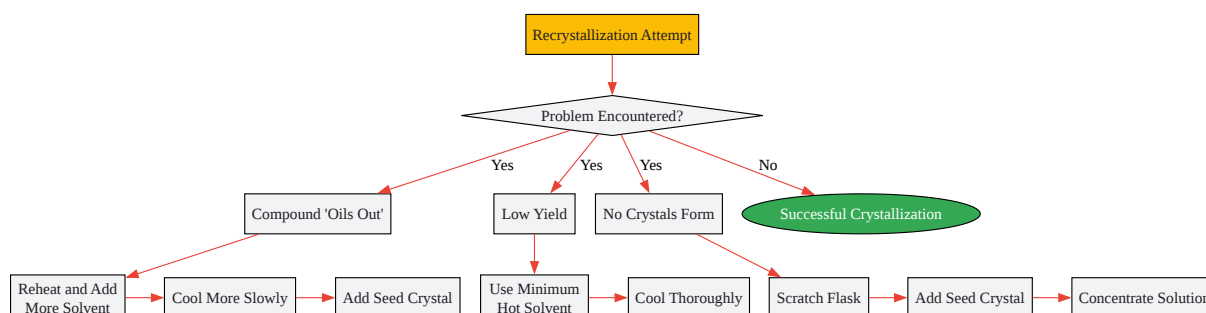 Recrystallization Attempt
Problem Encountered?
Yes
Yes
Yes
No
Compound 'Oils Out'
Low Yield
No Crystals Form
Successful Crystallization
Reheat and Add
More Solvent
Cool More Slowly
Add Seed Crystal
Use Minimum
Hot Solvent
Cool Thoroughly
Scratch Flask
Add Seed Crystal
Concentrate Solution